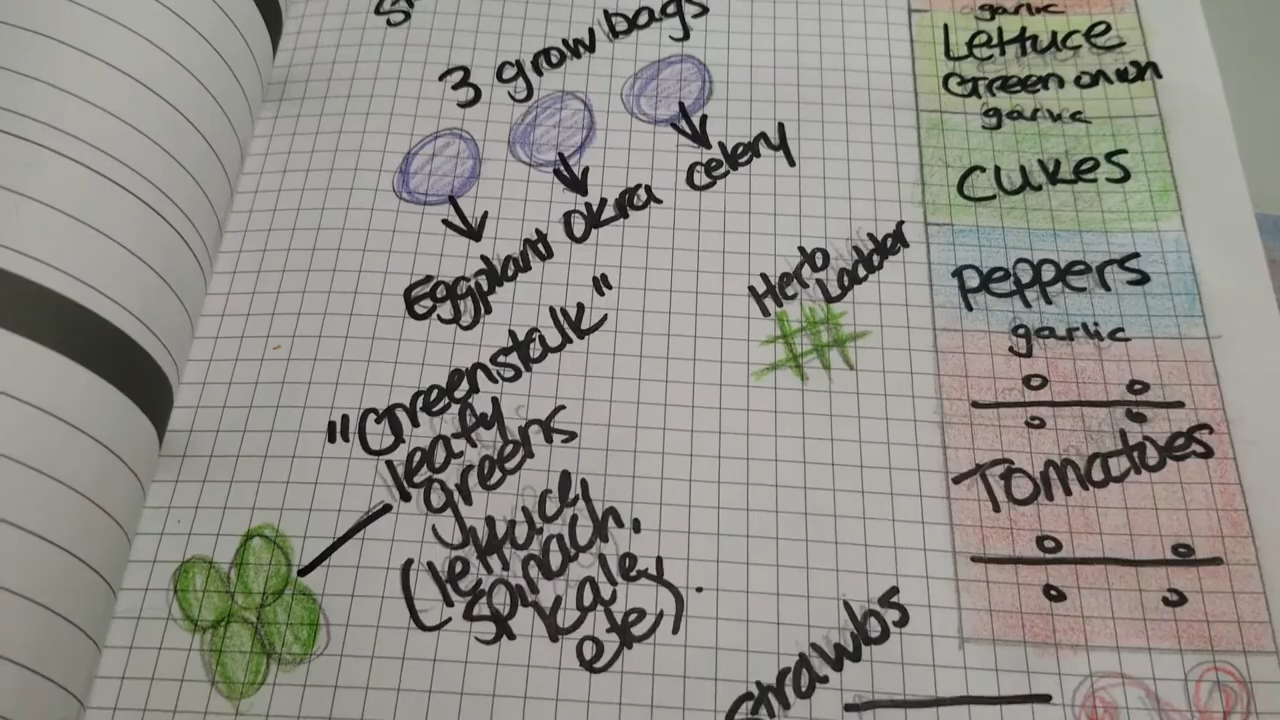 3 grow bags
Eggplant Okra celery
"Greenstalk"
leafy
greens
(lettuce,
spinach,
kale,
etc).
Herb
Ladder
garlic
Lettuce
Green onion
garlic
cukes
peppers
garlic
Tomatoes
strawbs